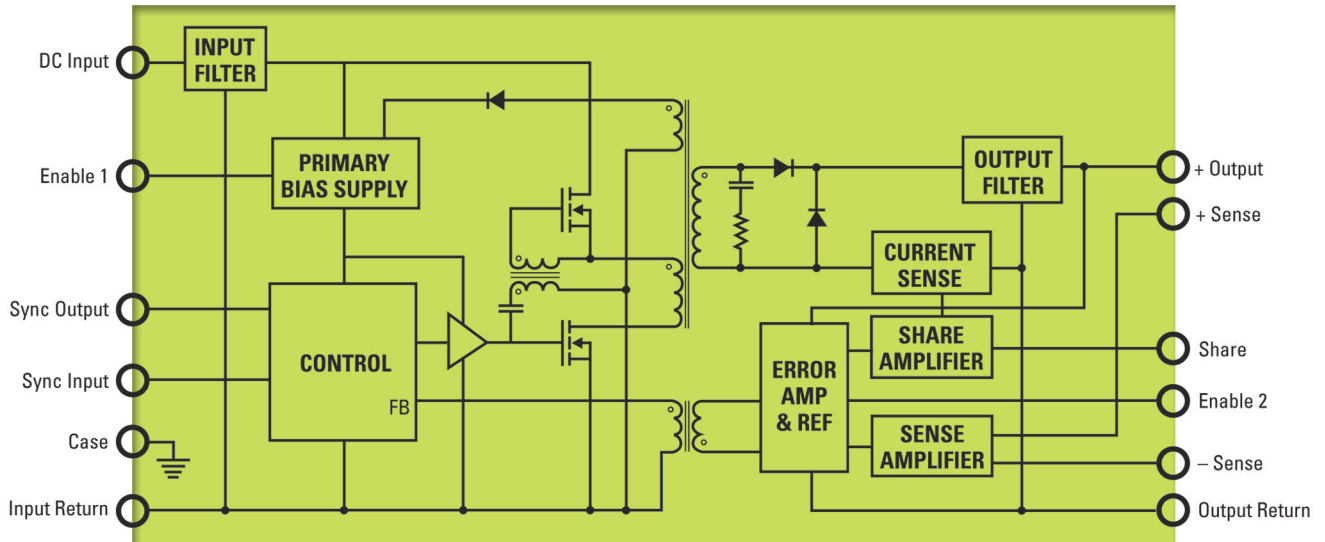 DC Input
INPUT
FILTER
Enable 1
PRIMARY
BIAS SUPPLY
OUTPUT
FILTER
+ Output
+ Sense
CURRENT
SENSE
Sync Output
Sync Input
CONTROL
FB
ERROR
AMP
& REF
SHARE
AMPLIFIER
Share
Enable 2
SENSE
AMPLIFIER
– Sense
Case
Input Return
Output Return